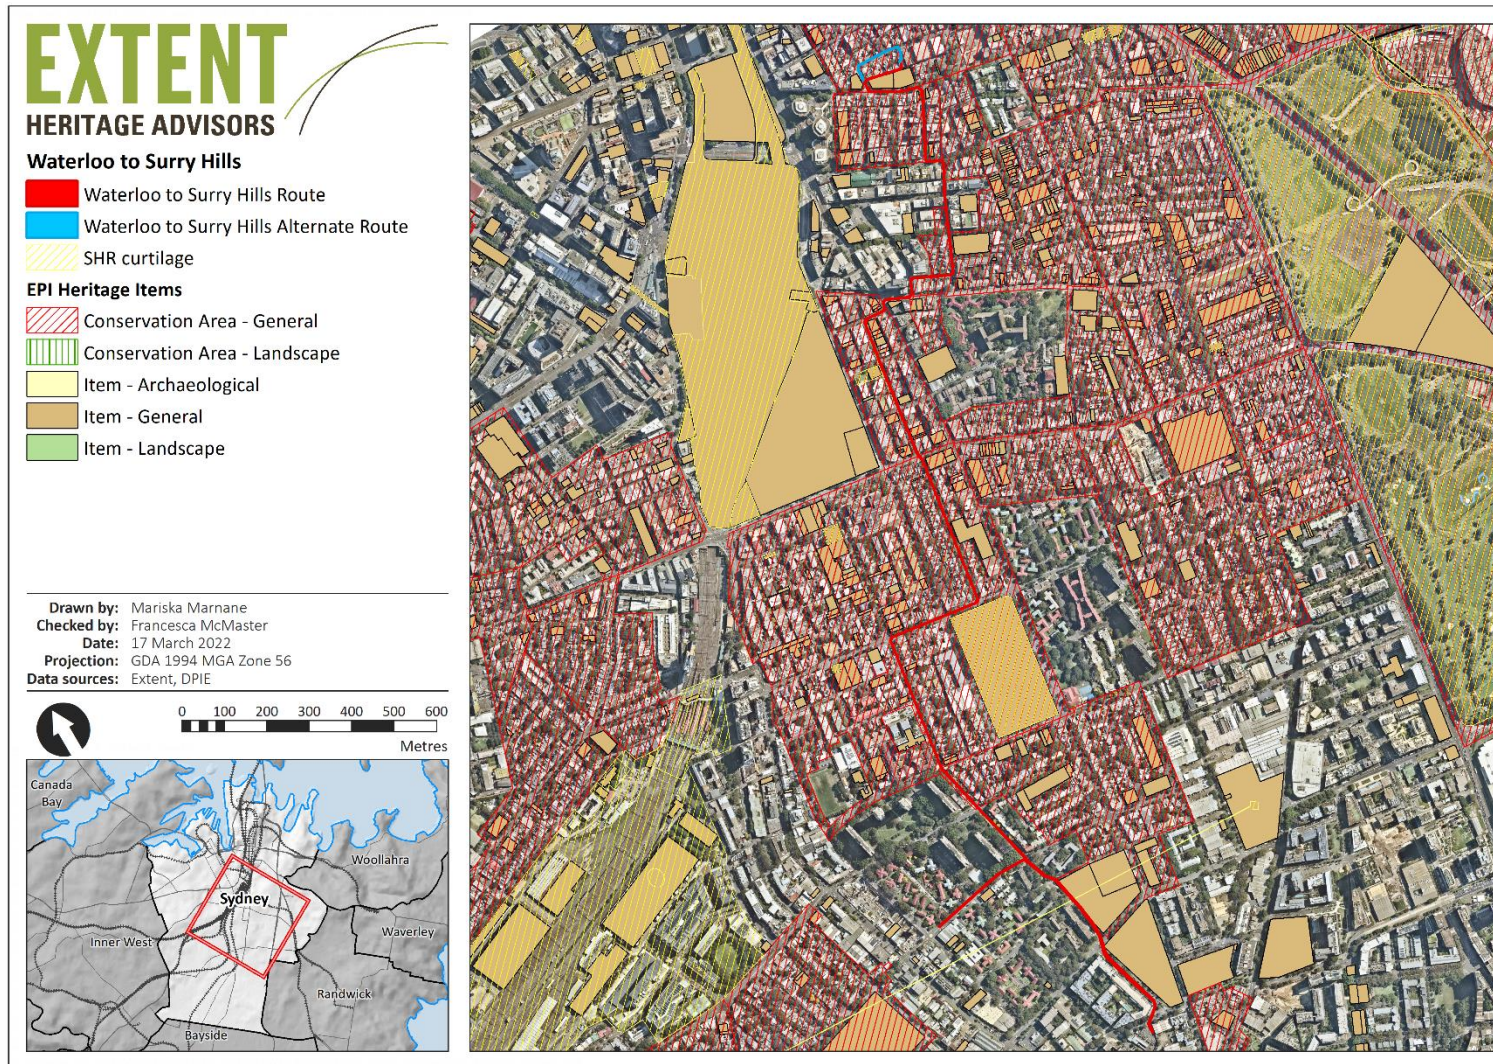 EXTENT
HERITAGE ADVISORS
Waterloo to Surry Hills
Waterloo to Surry Hills Route
Waterloo to Surry Hills Alternate Route
SHR curtilage
EPI Heritage Items
Conservation Area - General
Conservation Area - Landscape
Item - Archaeological
Item - General
Item - Landscape
Drawn by: Mariska Marnane
Checked by: Francesca McMaster
Date: 17 March 2022
Projection: GDA 1994 MGA Zone 56
Data sources: Extent, DPIE
0 100 200 300 400 500 600
Metres
Canada
Bay
Woollahra
Sydney
Waverley
Inner West
Randwick
Bayside